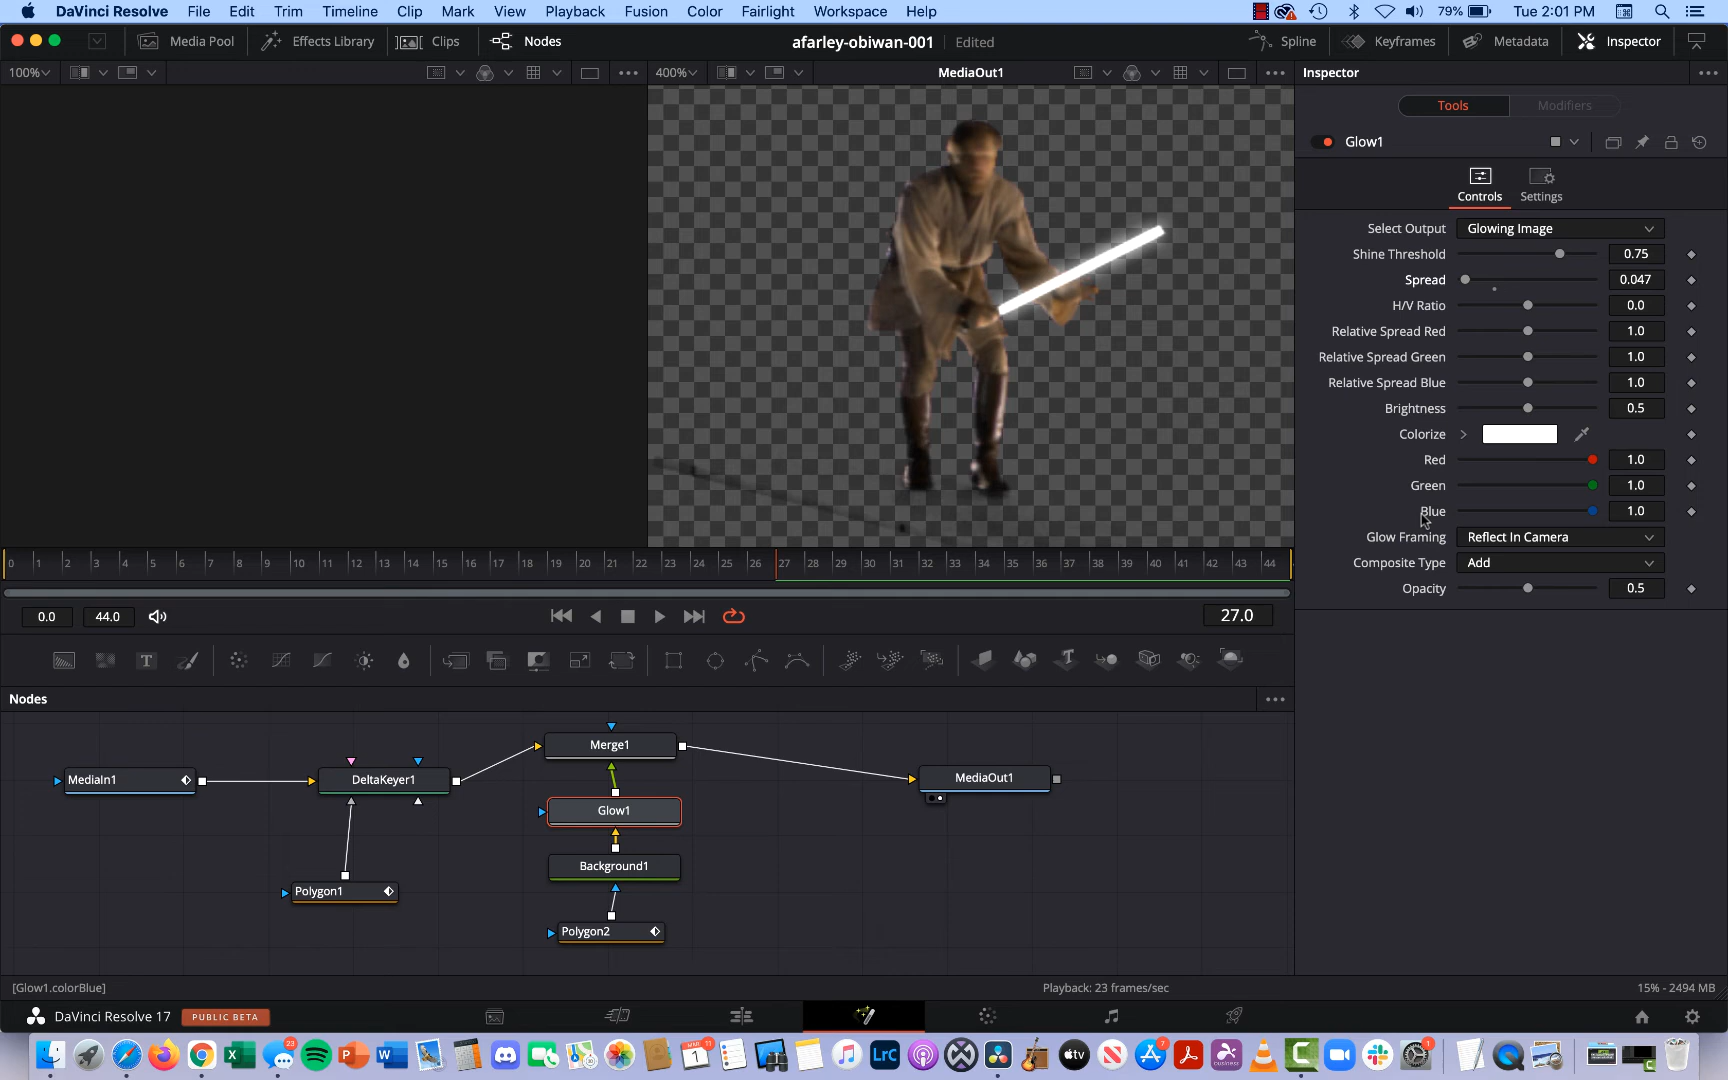 DaVinci Resolve File Edit Trim Timeline Clip Mark View Playback Fusion Color Fairlight Workspace Help 79% Tue 2:01 PM
Media Pool Effects Library Clips Nodes afarley-obiwan-001 Edited Spline Keyframes Metadata Inspector
100% 400% MediaOut1 Inspector
Tools Modifiers
Glow1
Controls Settings
Select Output Glowing Image
Shine Threshold 0.75
Spread 0.047
H/V Ratio 0.0
Relative Spread Red 1.0
Relative Spread Green 1.0
Relative Spread Blue 1.0
Brightness 0.5
Colorize
Red 1.0
Green 1.0
Blue 1.0
Glow Framing Reflect In Camera
Composite Type Add
Opacity 0.5
0 1 2 3 4 5 6 7 8 9 10 11 12 13 14 15 16 17 18 19 20 21 22 23 24 25 26 27 28 29 30 31 32 33 34 35 36 37 38 39 40 41 42 43 44
0.0 44.0 27.0
Nodes
Merge1
MediaIn1 DeltaKeyer1 MediaOut1
Glow1
Background1
Polygon1
Polygon2
[Glow1.colorBlue] Playback: 23 frames/sec 15% - 2494 MB
DaVinci Resolve 17 PUBLIC BETA
23 1 7 Lrc tv 1